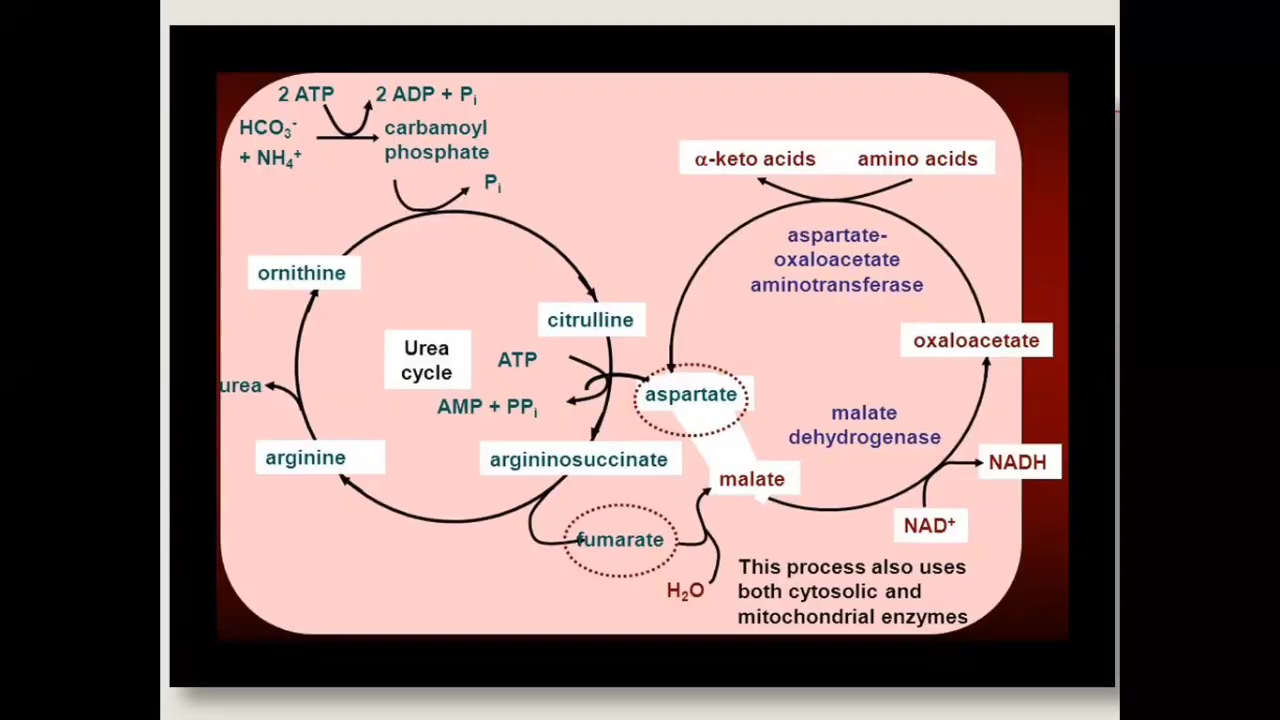 2 ATP
2 ADP + Pi
HCO3-
+ NH4+
carbamoyl
phosphate
Pi
α-keto acids
amino acids
aspartate-
oxaloacetate
aminotransferase
ornithine
citrulline
oxaloacetate
Urea
cycle
ATP
AMP + PPi
urea
aspartate
malate
dehydrogenase
arginine
argininosuccinate
malate
NADH
NAD+
fumarate
H2O
This process also uses
both cytosolic and
mitochondrial enzymes